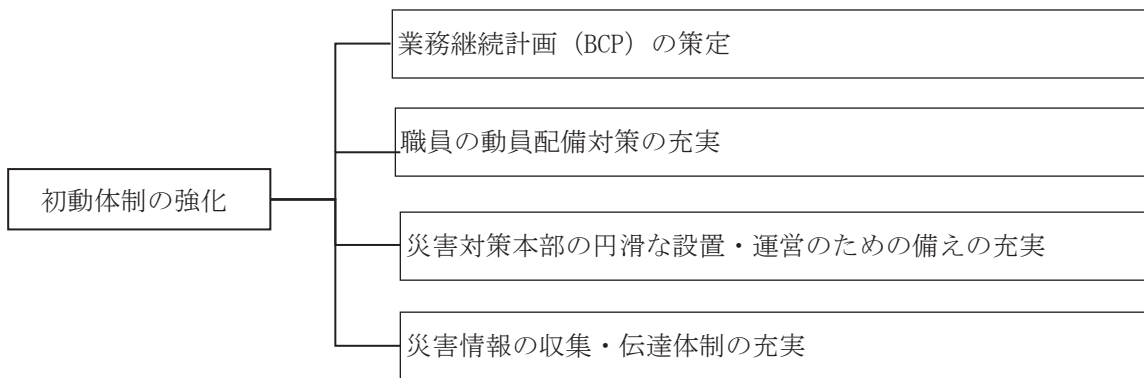 業務継続計画（BCP）の策定
職員の動員配備対策の充実
初動体制の強化
災害対策本部の円滑な設置・運営のための備えの充実
災害情報の収集・伝達体制の充実